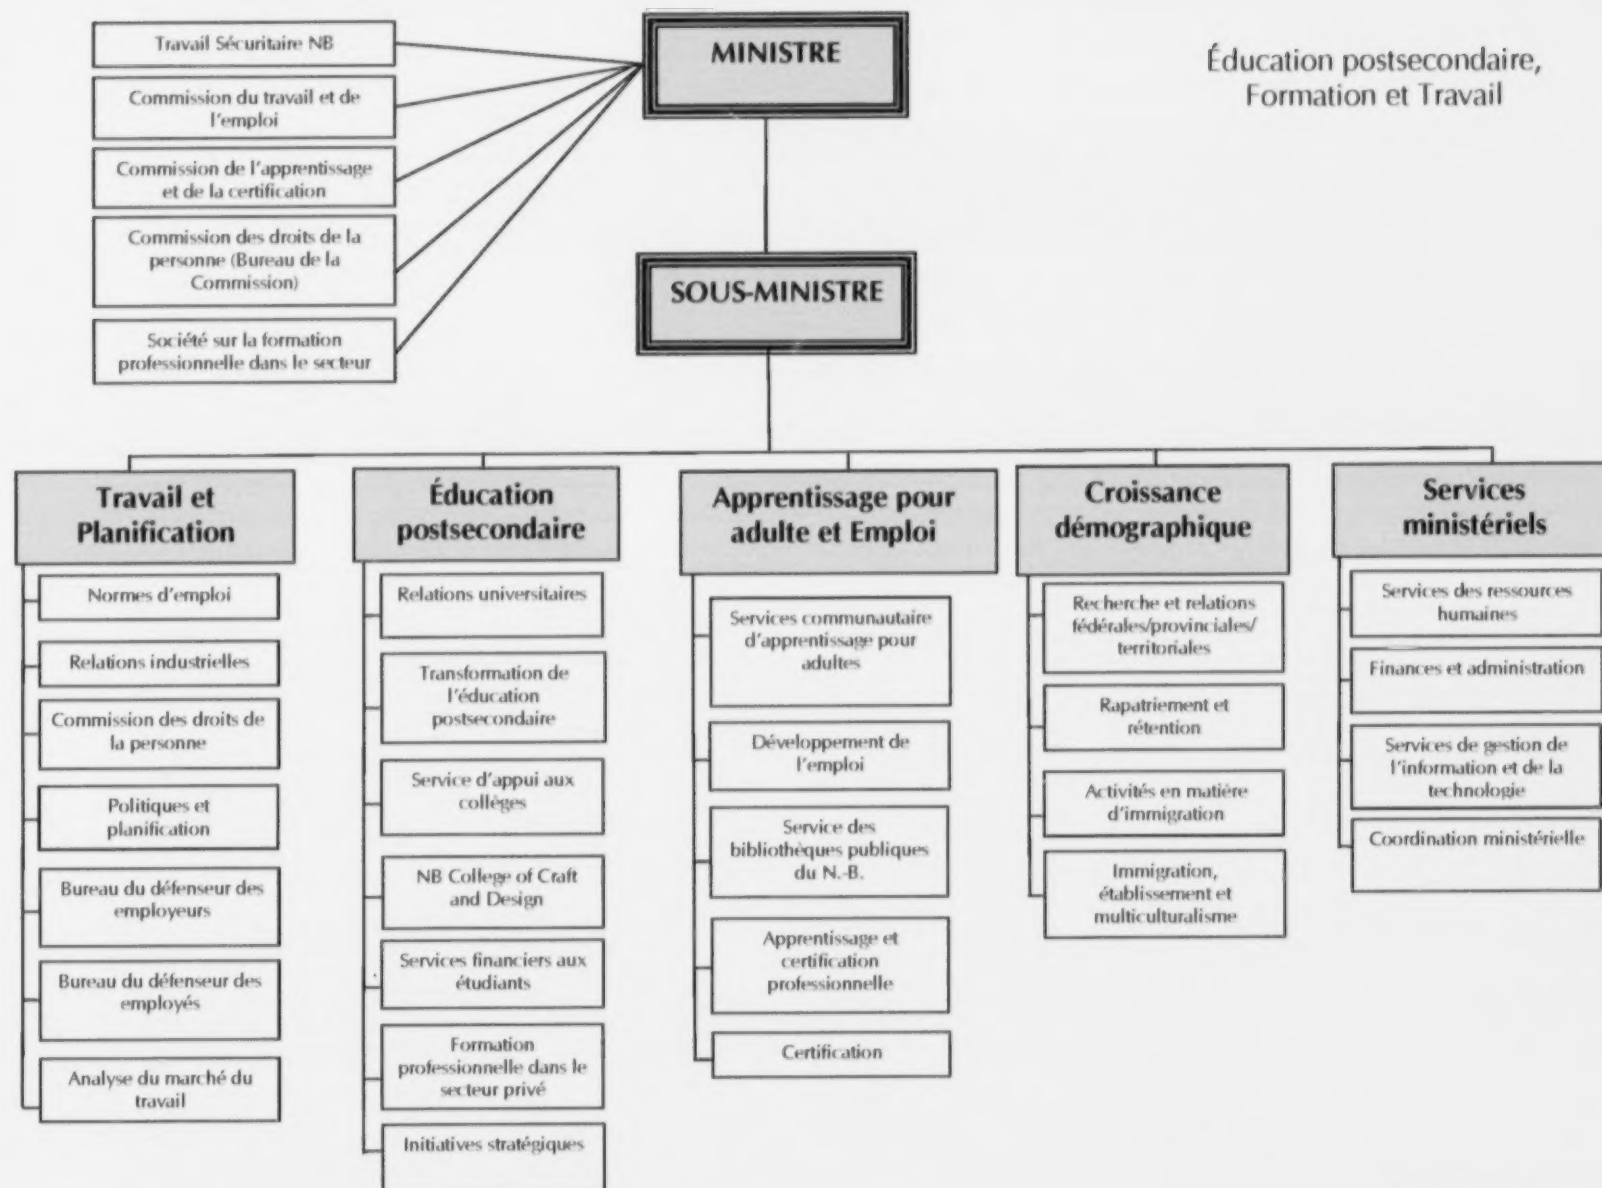 Éducation postsecondaire,
Formation et Travail
MINISTRE
Travail Sécuritaire NB
Commission du travail et de
l'emploi
Commission de l'apprentissage
et de la certification
Commission des droits de la
personne (Bureau de la
Commission)
Société sur la formation
professionnelle dans le secteur
SOUS-MINISTRE
Travail et
Planification
Normes d'emploi
Relations industrielles
Commission des droits de
la personne
Politiques et
planification
Bureau du défenseur des
employeurs
Bureau du défenseur des
employés
Analyse du marché du
travail
Éducation
postsecondaire
Relations universitaires
Transformation de
l'éducation
postsecondaire
Service d'appui aux
collèges
NB College of Craft
and Design
Services financiers aux
étudiants
Formation
professionnelle dans le
secteur privé
Initiatives stratégiques
Apprentissage pour
adulte et Emploi
Services communautaire
d'apprentissage pour
adultes
Développement de
l'emploi
Service des
bibliothèques publiques
du N.-B.
Apprentissage et
certification
professionnelle
Certification
Croissance
démographique
Recherche et relations
fédérales/provinciales/
territoriales
Rapatriement et
rétention
Activités en matière
d'immigration
Immigration,
établissement et
multiculturalisme
Services
ministériels
Services des ressources
humaines
Finances et administration
Services de gestion de
l'information et de la
technologie
Coordination ministérielle